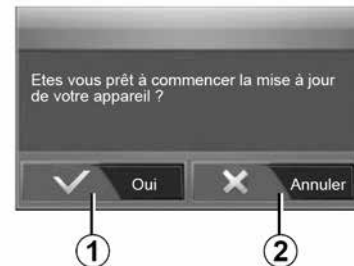 Etes vous prêt à commencer la mise à jour
de votre appareil ?
Oui
Annuler
1
2